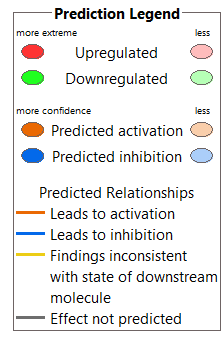 Prediction Legend
more extreme less
Upregulated
Downregulated
more confidence less
Predicted activation
Predicted inhibition
Predicted Relationships
Leads to activation
Leads to inhibition
Findings inconsistent
with state of downstream
molecule
Effect not predicted